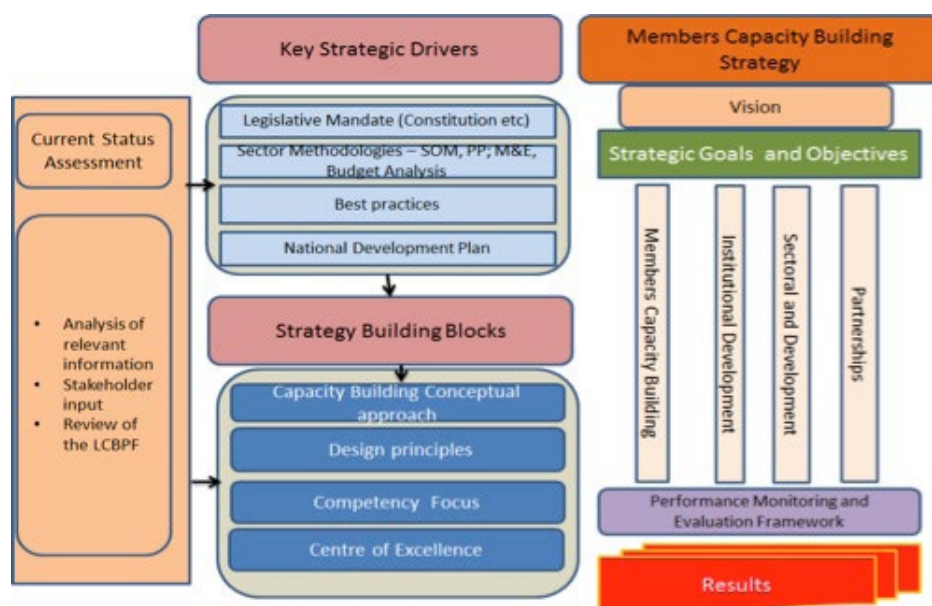 Key Strategic Drivers
Members Capacity Building
Strategy
Vision
Current Status
Assessment
Legislative Mandate (Constitution etc)
Sector Methodologies – SOM, PP; M&E,
Budget Analysis
Best practices
National Development Plan
Strategic Goals and Objectives
Members Capacity Building
Institutional Development
Sectoral and Development
Partnerships
• Analysis of
relevant
information
• Stakeholder
input
• Review of
the LCBPF
Strategy Building Blocks
Capacity Building Conceptual
approach
Design principles
Competency Focus
Centre of Excellence
Performance Monitoring and
Evaluation Framework
Results